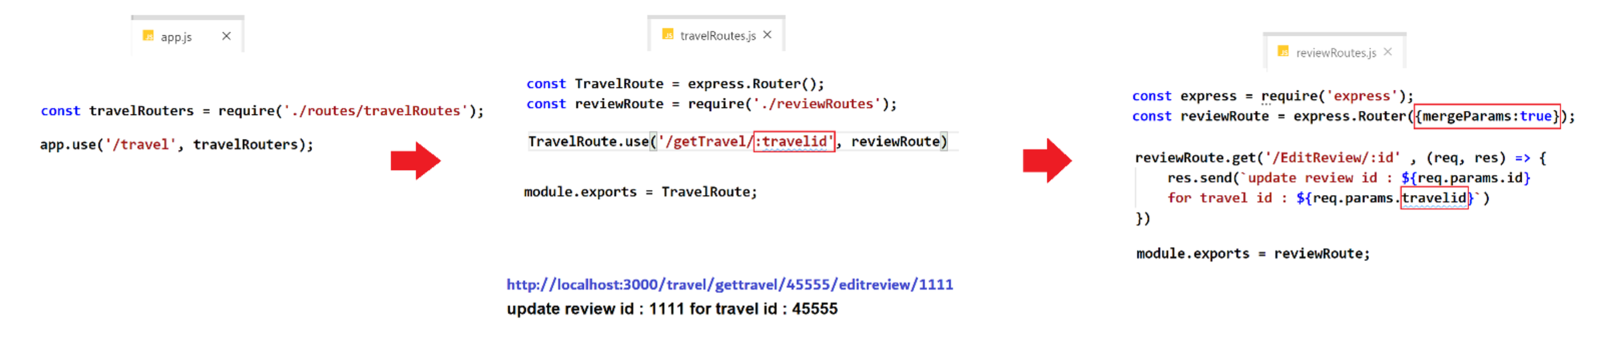 app.js
const travelRouters = require('./routes/travelRoutes');
app.use('/travel', travelRouters);
travelRoutes.js
const TravelRoute = express.Router();
const reviewRoute = require('./reviewRoutes');
TravelRoute.use('/getTravel/:travelid', reviewRoute)
module.exports = TravelRoute;
reviewRoutes.js
const express = require('express');
const reviewRoute = express.Router({mergeParams:true});
reviewRoute.get('/EditReview/:id' , (req, res) => {
res.send(`update review id : ${req.params.id}
for travel id : ${req.params.travelid}`)
})
module.exports = reviewRoute;
http://localhost:3000/travel/gettravel/45555/editreview/1111
update review id : 1111 for travel id : 45555